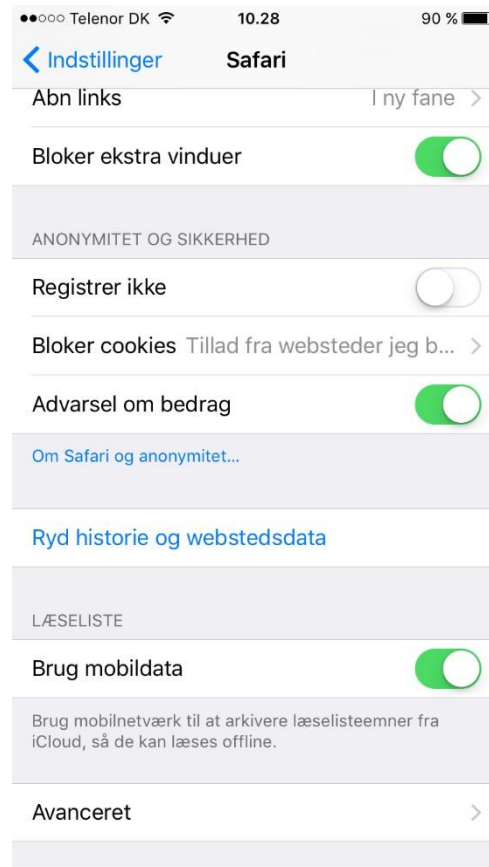 Telenor DK 10.28 90 %
Indstillinger Safari
Åbn links I ny fane
Bloker ekstra vinduer
ANONYMITET OG SIKKERHED
Registrer ikke
Bloker cookies Tillad fra websteder jeg b...
Advarsel om bedrag
Om Safari og anonymitet...
Ryd historie og webstedsdata
LÆSELISTE
Brug mobildata
Brug mobilnetværk til at arkivere læselisteemner fra
iCloud, så de kan læses offline.
Avanceret